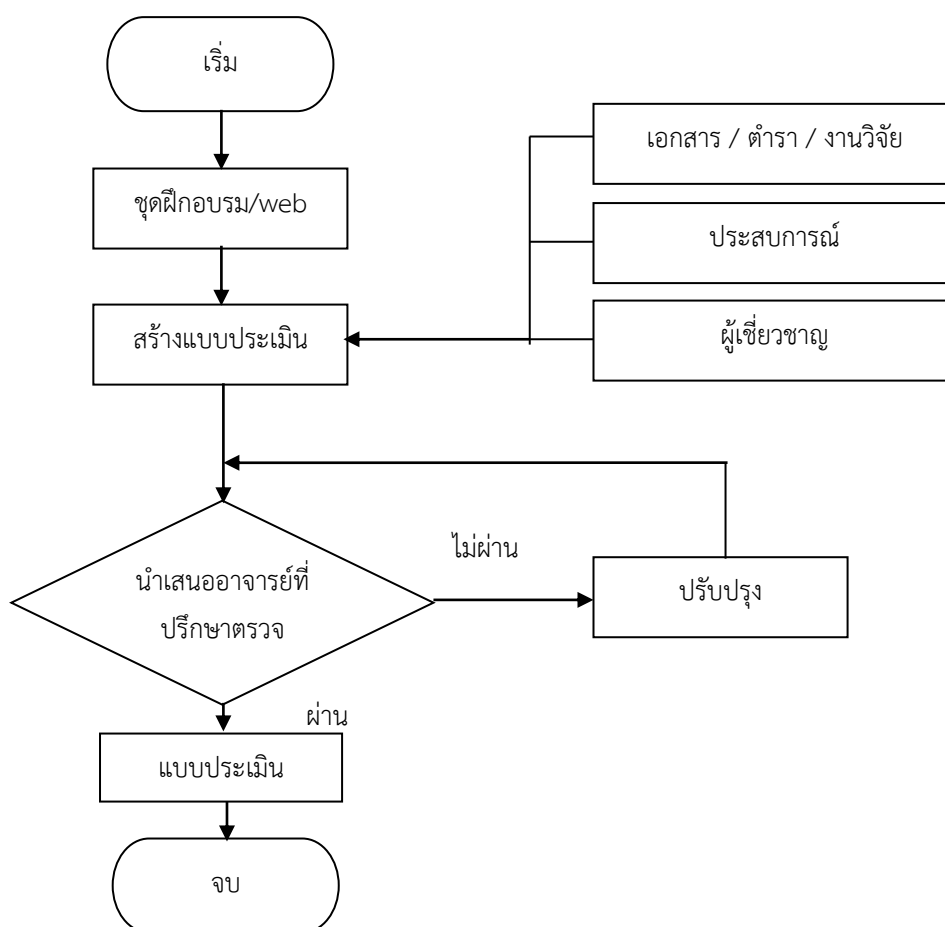 เริ่ม
เอกสาร / ตำรา / งานวิจัย
ชุดฝึกอบรม/web
ประสบการณ์
สร้างแบบประเมิน
ผู้เชี่ยวชาญ
ไม่ผ่าน
นำเสนออาจารย์ที่
ปรึกษาตรวจ
ปรับปรุง
ผ่าน
แบบประเมิน
จบ